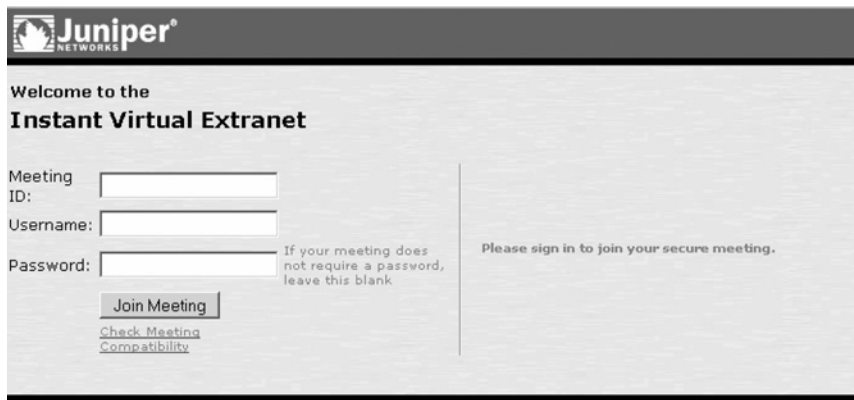 Juniper®
NETWORKS
Welcome to the
Instant Virtual Extranet
Meeting
ID:
Username:
Password:
If your meeting does
not require a password,
leave this blank
Join Meeting
Check Meeting
Compatibility
Please sign in to join your secure meeting.